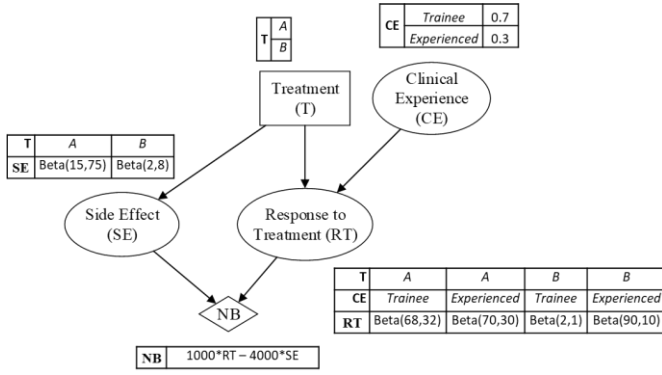 CE Trainee 0.7
Experienced 0.3
T A
B
Treatment
(T)
Clinical
Experience
(CE)
T A B
SE Beta(15,75) Beta(2,8)
Side Effect
(SE)
Response to
Treatment (RT)
T A A B B
CE Trainee Experienced Trainee Experienced
RT Beta(68,32) Beta(70,30) Beta(2,1) Beta(90,10)
NB
NB 1000*RT – 4000*SE